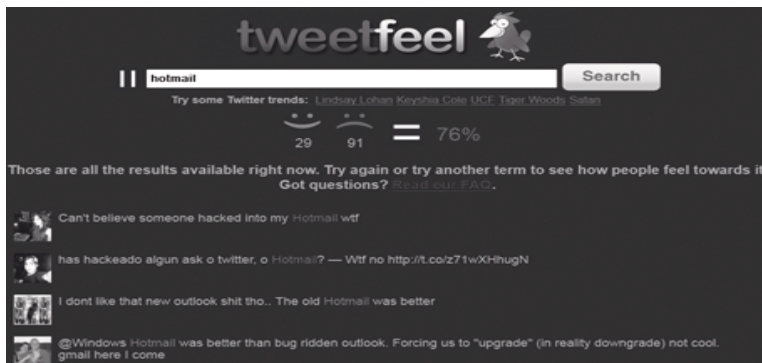 tweetfeel
hotmail Search
Try some Twitter trends: Lindsay Lohan Keyshia Cole UCF Tiger Woods Satan
29 91 = 76%
Those are all the results available right now. Try again or try another term to see how people feel towards it
Got questions? Read our FAQ.
Can't believe someone hacked into my Hotmail wtf
has hackeado algun ask o twitter, o Hotmail? — Wtf no http://t.co/z71wXHhugN
I dont like that new outlook shit tho.. The old Hotmail was better
@Windows Hotmail was better than bug ridden outlook. Forcing us to "upgrade" (in reality downgrade) not cool.
gmail here I come